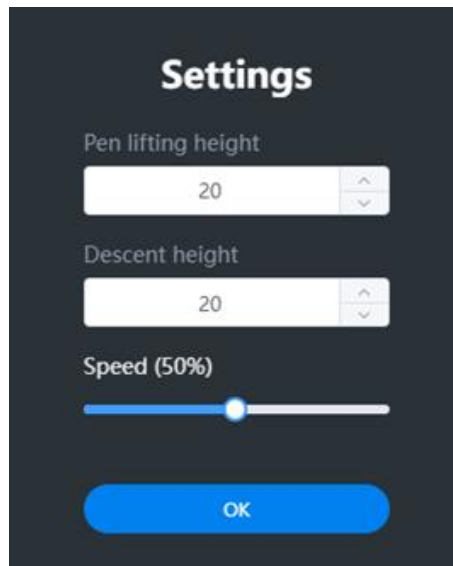 Settings
Pen lifting height
20
Descent height
20
Speed (50%)
OK